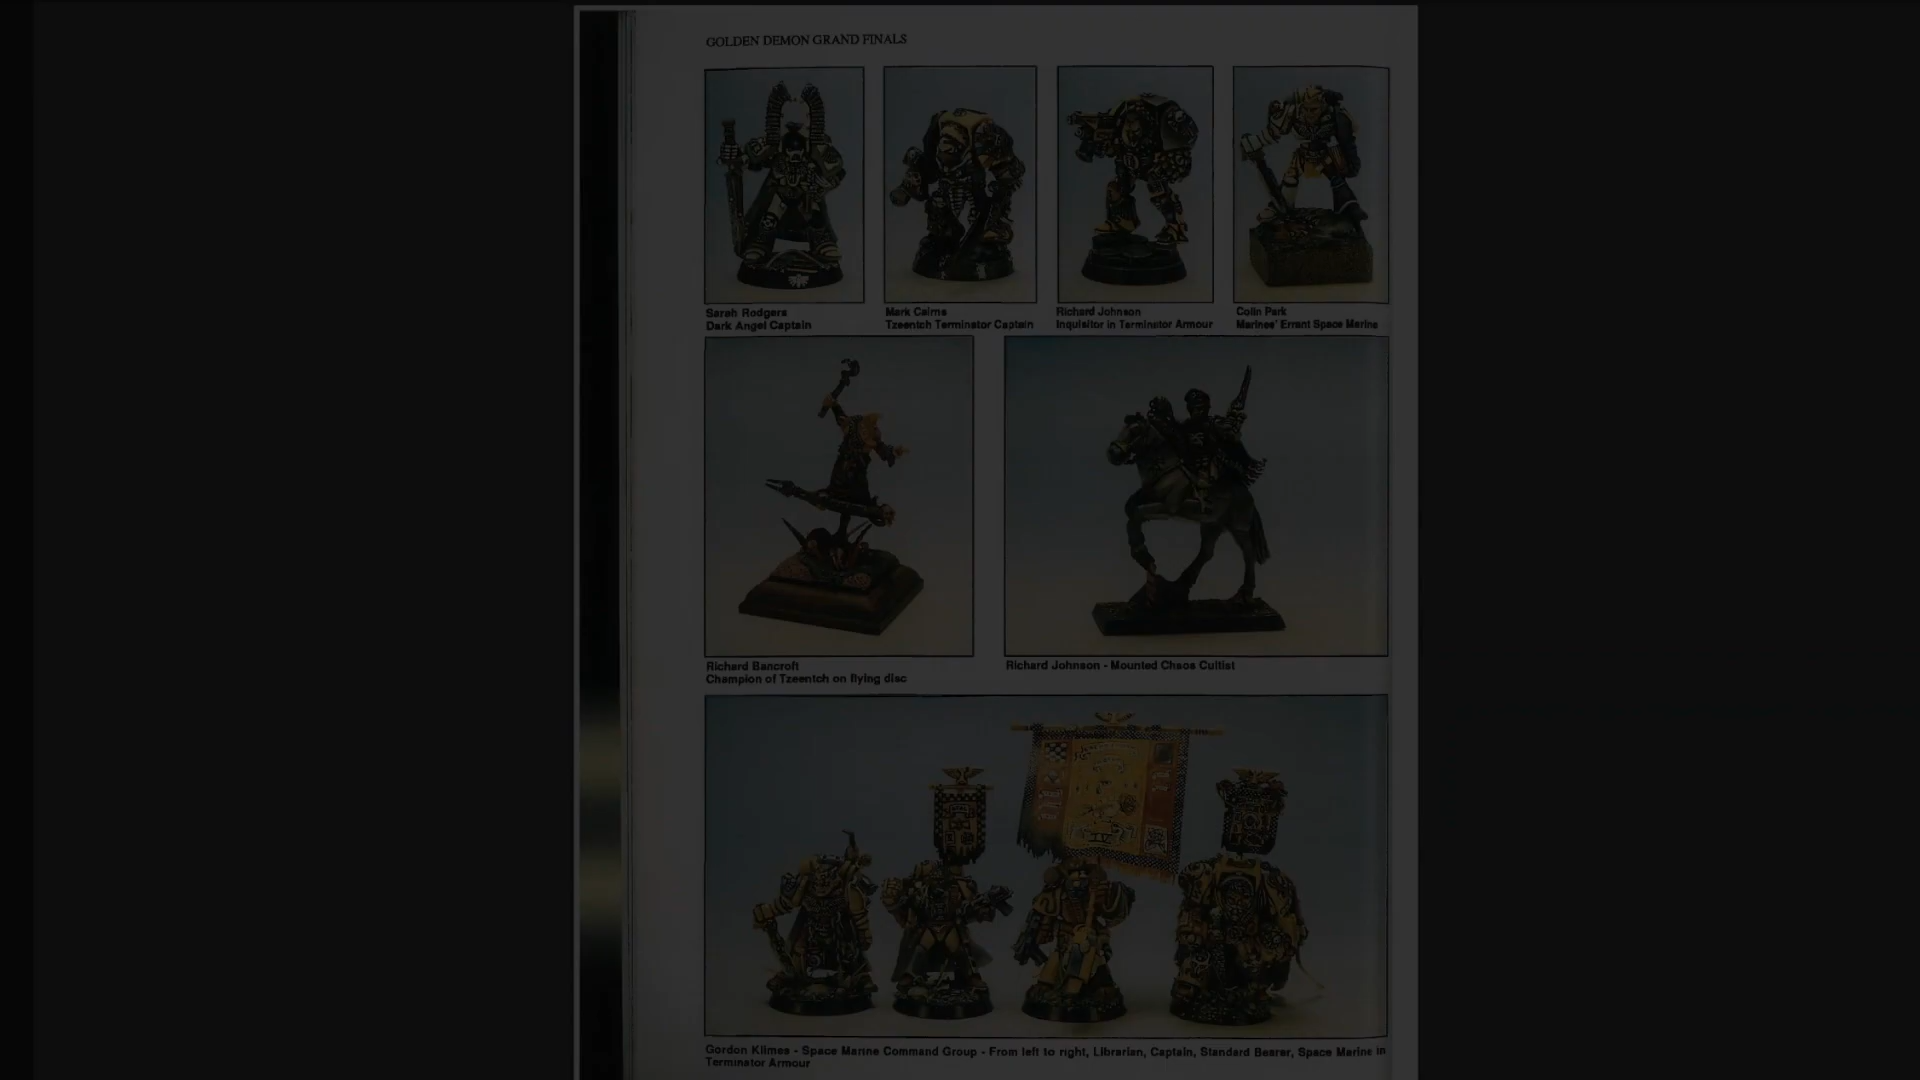 GOLDEN DEMON GRAND FINALS
Sarah Rodgers
Dark Angel Captain
Mark Cairns
Tzeentch Terminator Captain
Richard Johnson
Inquisitor in Terminator Armour
Colin Park
Marines' Errant Space Marine
Richard Bancroft
Champion of Tzeentch on flying disc
Richard Johnson - Mounted Chaos Cultist
Gordon Kilmes - Space Marine Command Group - From left to right, Librarian, Captain, Standard Bearer, Space Marine in
Terminator Armour